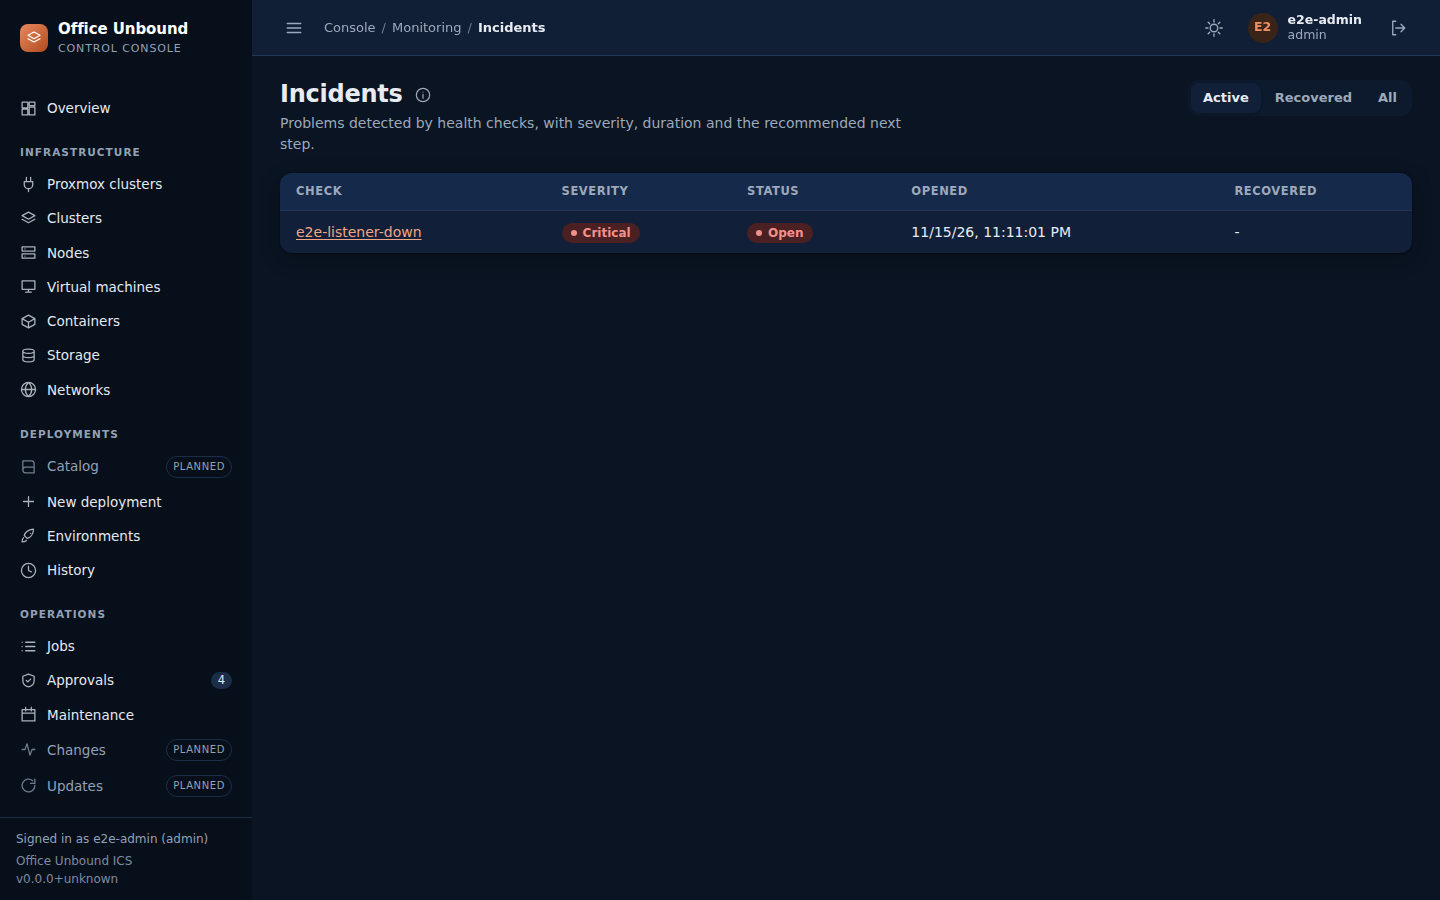 Office Unbound
CONTROL CONSOLE
Overview
INFRASTRUCTURE
Proxmox clusters
Clusters
Nodes
Virtual machines
Containers
Storage
Networks
DEPLOYMENTS
Catalog PLANNED
New deployment
Environments
History
OPERATIONS
Jobs
Approvals 4
Maintenance
Changes PLANNED
Updates PLANNED
Signed in as e2e-admin (admin)
Office Unbound ICS
v0.0.0+unknown
Console / Monitoring / Incidents
E2 e2e-admin
admin
Incidents
Active Recovered All
Problems detected by health checks, with severity, duration and the recommended next
step.
CHECK SEVERITY STATUS OPENED RECOVERED
e2e-listener-down Critical Open 11/15/26, 11:11:01 PM -